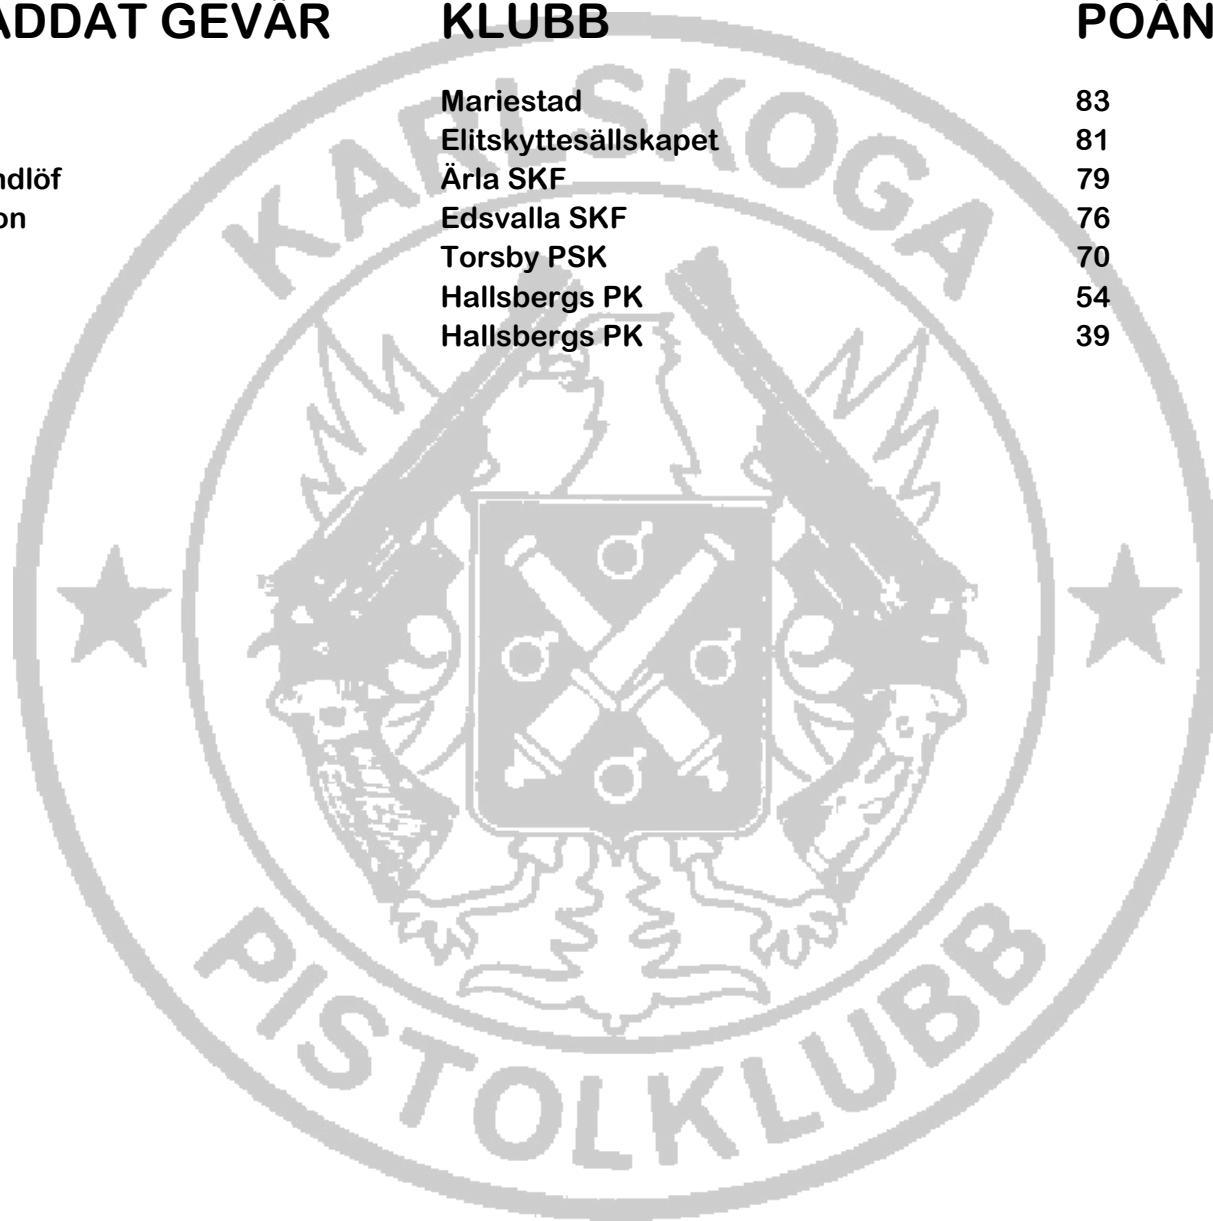 ADDAT GEVÄR KLUBB POÄN
Mariestad 83
Elitskyttesällskapet 81
ndlöf Ärla SKF 79
on Edsvalla SKF 76
Torsby PSK 70
Hallsbergs PK 54
Hallsbergs PK 39
KARLSKOGA
PISTOLKLUBB